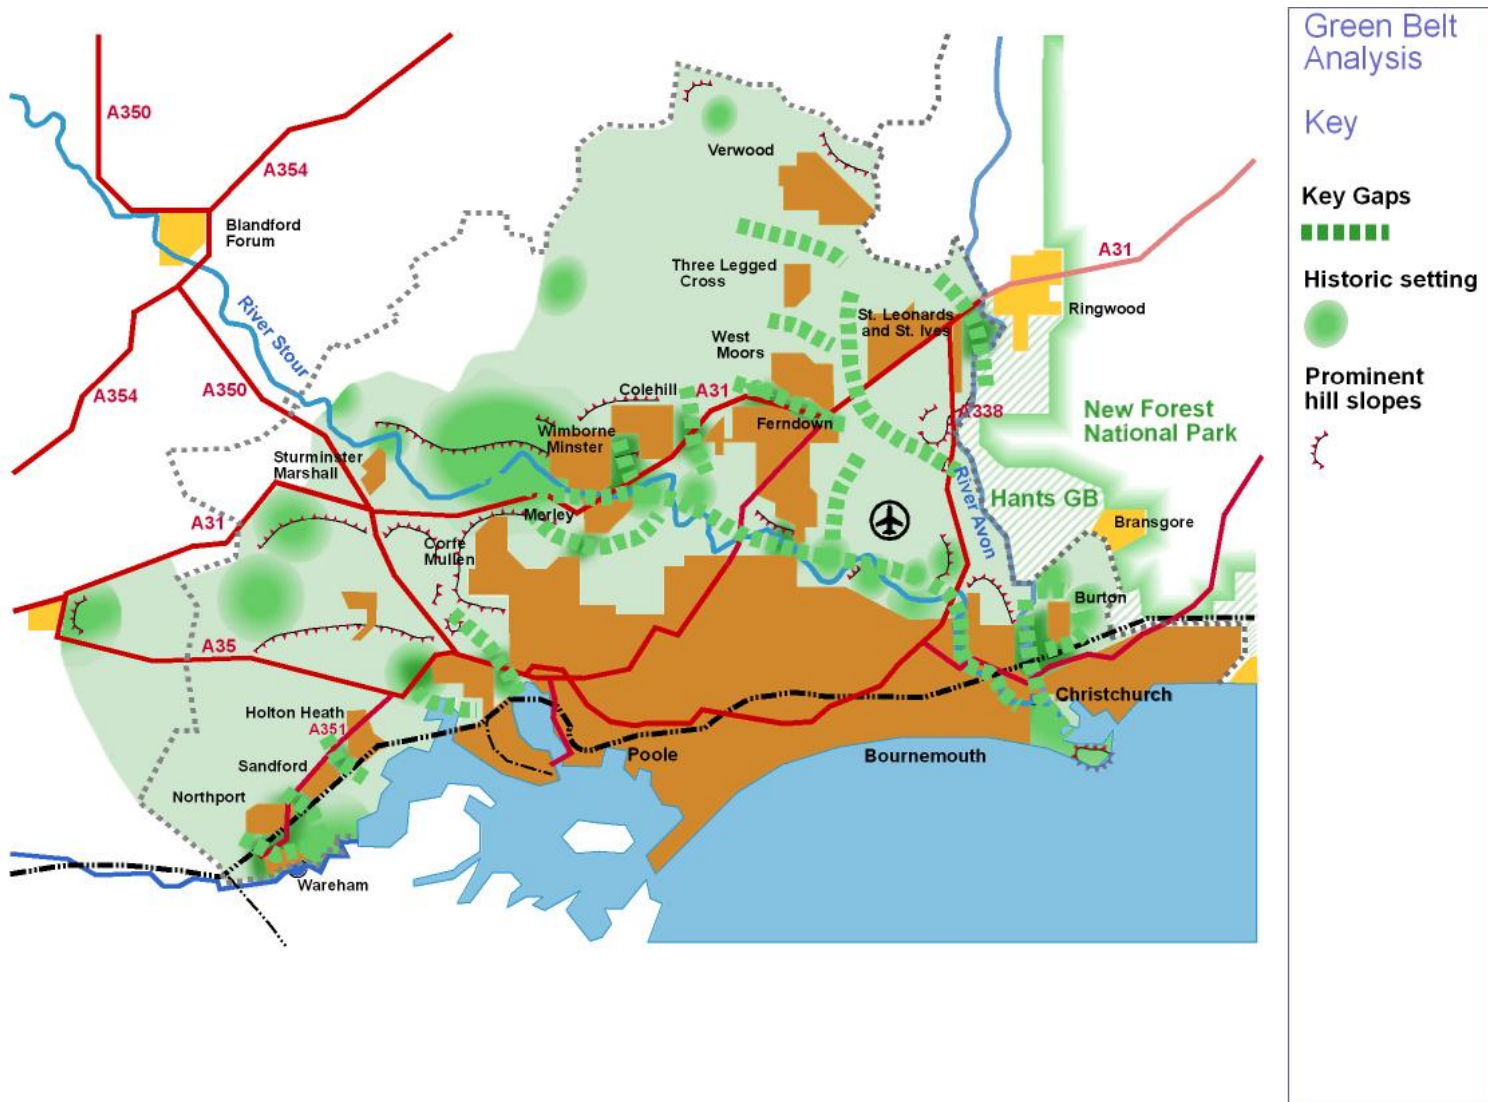 Green Belt
Analysis
Key
Key Gaps
Historic setting
Prominent
hill slopes
A350
A354
Blandford
Forum
River Stour
A354
A350
Verwood
Three Legged
Cross
West
Moors
St. Leonards
and St. Ives
A31
Ringwood
Colehill
A31
A338
Ferndown
New Forest
National Park
Wimborne
Minster
Sturminster
Marshall
River Avon
Hants GB
Bransgore
A31
Merley
Corfe
Mullen
Burton
A35
Holton Heath
A351
Sandford
Northport
Wareham
Poole
Bournemouth
Christchurch